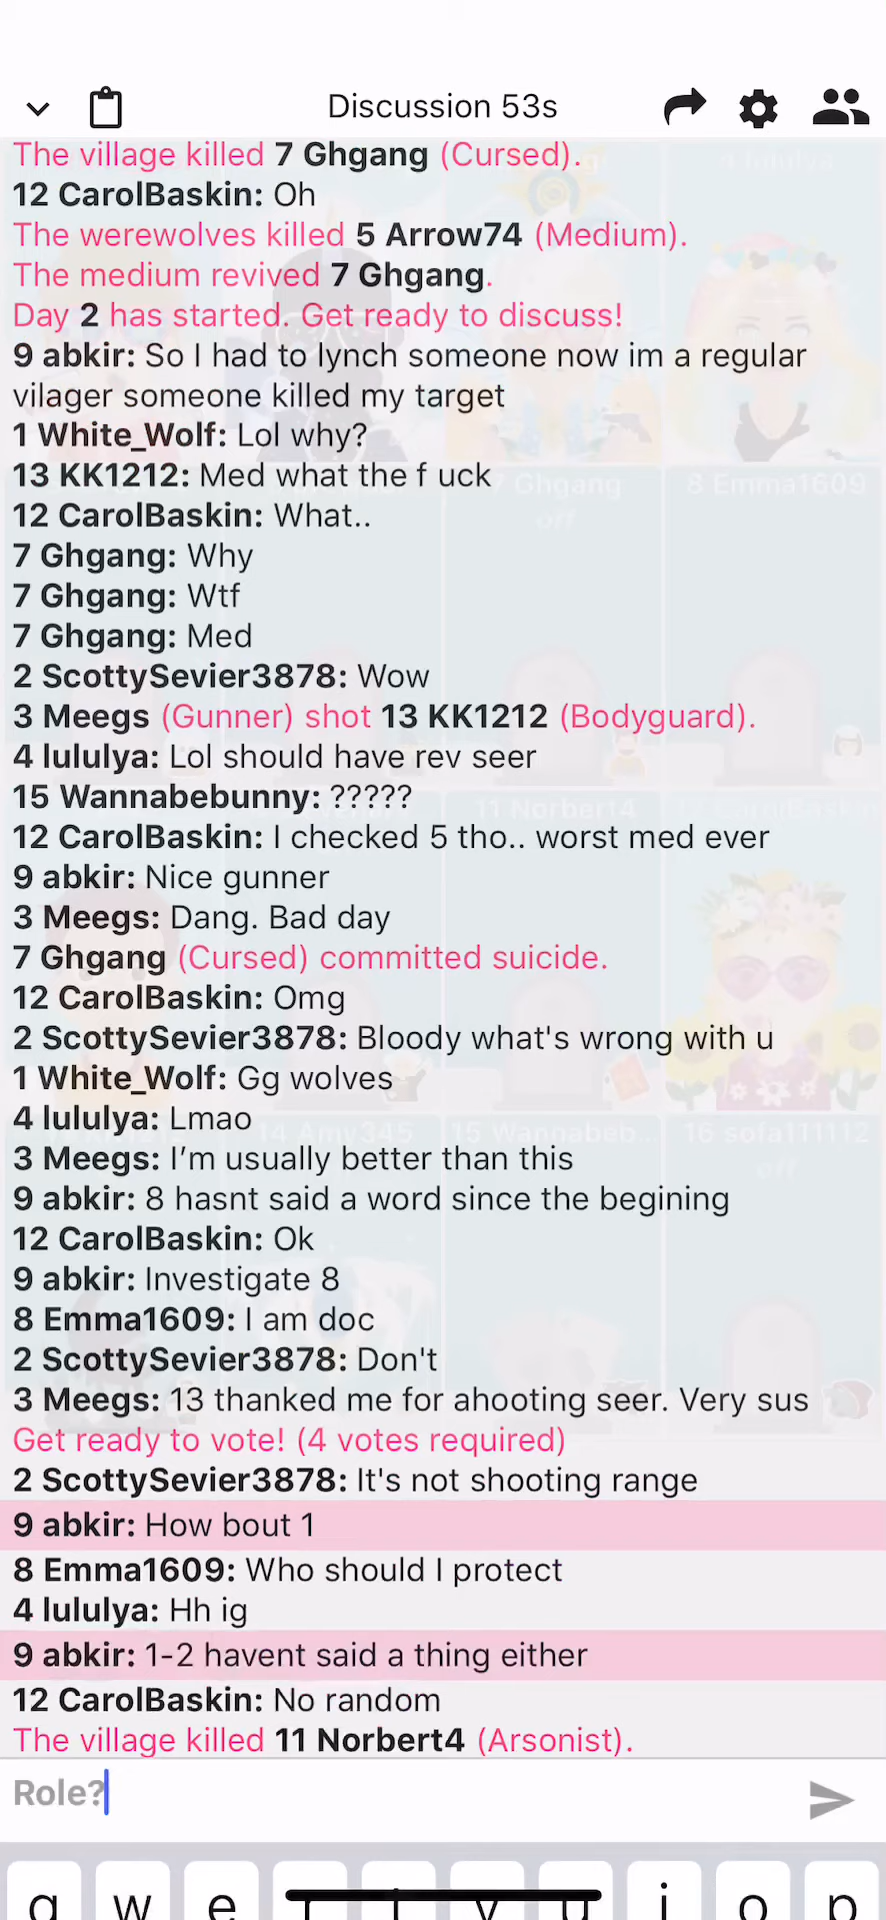 Discussion 53s
The village killed 7 Ghgang (Cursed).
12 CarolBaskin: Oh
The werewolves killed 5 Arrow74 (Medium).
The medium revived 7 Ghgang.
Day 2 has started. Get ready to discuss!
9 abkir: So I had to lynch someone now im a regular
vilager someone killed my target
1 White_Wolf: Lol why?
13 KK1212: Med what the f uck
12 CarolBaskin: What..
7 Ghgang: Why
7 Ghgang: Wtf
7 Ghgang: Med
2 ScottySevier3878: Wow
3 Meegs (Gunner) shot 13 KK1212 (Bodyguard).
4 lululya: Lol should have rev seer
15 Wannabebunny: ?????
12 CarolBaskin: I checked 5 tho.. worst med ever
9 abkir: Nice gunner
3 Meegs: Dang. Bad day
7 Ghgang (Cursed) committed suicide.
12 CarolBaskin: Omg
2 ScottySevier3878: Bloody what's wrong with u
1 White_Wolf: Gg wolves
4 lululya: Lmao
3 Meegs: I’m usually better than this
9 abkir: 8 hasnt said a word since the begining
12 CarolBaskin: Ok
9 abkir: Investigate 8
8 Emma1609: I am doc
2 ScottySevier3878: Don't
3 Meegs: 13 thanked me for ahooting seer. Very sus
Get ready to vote! (4 votes required)
2 ScottySevier3878: It's not shooting range
9 abkir: How bout 1
8 Emma1609: Who should I protect
4 lululya: Hh ig
9 abkir: 1-2 havent said a thing either
12 CarolBaskin: No random
The village killed 11 Norbert4 (Arsonist).
Role?
q w e r t y u i o p